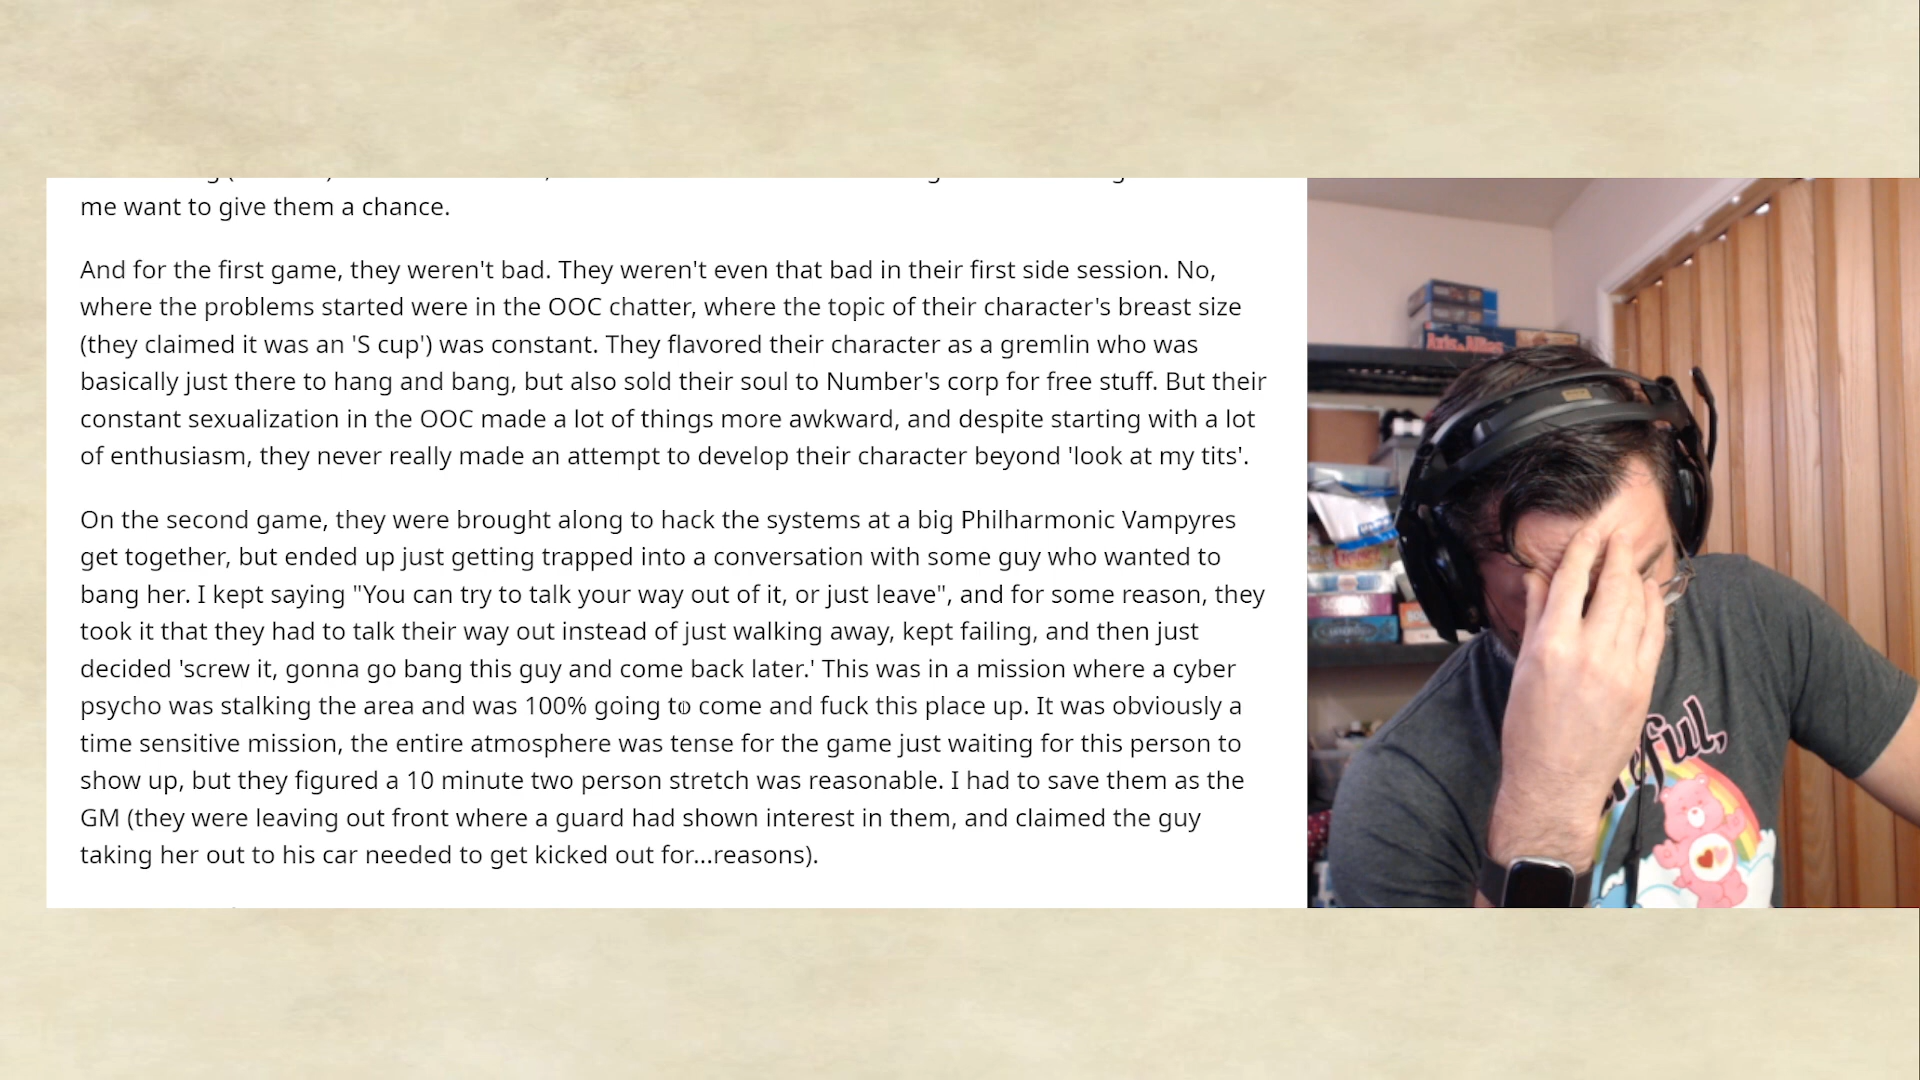 me want to give them a chance.
And for the first game, they weren't bad. They weren't even that bad in their first side session. No,
where the problems started were in the OOC chatter, where the topic of their character's breast size
(they claimed it was an 'S cup') was constant. They flavored their character as a gremlin who was
basically just there to hang and bang, but also sold their soul to Number's corp for free stuff. But their
constant sexualization in the OOC made a lot of things more awkward, and despite starting with a lot
of enthusiasm, they never really made an attempt to develop their character beyond 'look at my tits'.
On the second game, they were brought along to hack the systems at a big Philharmonic Vampyres
get together, but ended up just getting trapped into a conversation with some guy who wanted to
bang her. I kept saying "You can try to talk your way out of it, or just leave", and for some reason, they
took it that they had to talk their way out instead of just walking away, kept failing, and then just
decided 'screw it, gonna go bang this guy and come back later.' This was in a mission where a cyber
psycho was stalking the area and was 100% going to come and fuck this place up. It was obviously a
time sensitive mission, the entire atmosphere was tense for the game just waiting for this person to
show up, but they figured a 10 minute two person stretch was reasonable. I had to save them as the
GM (they were leaving out front where a guard had shown interest in them, and claimed the guy
taking her out to his car needed to get kicked out for...reasons).
Axis & Allies